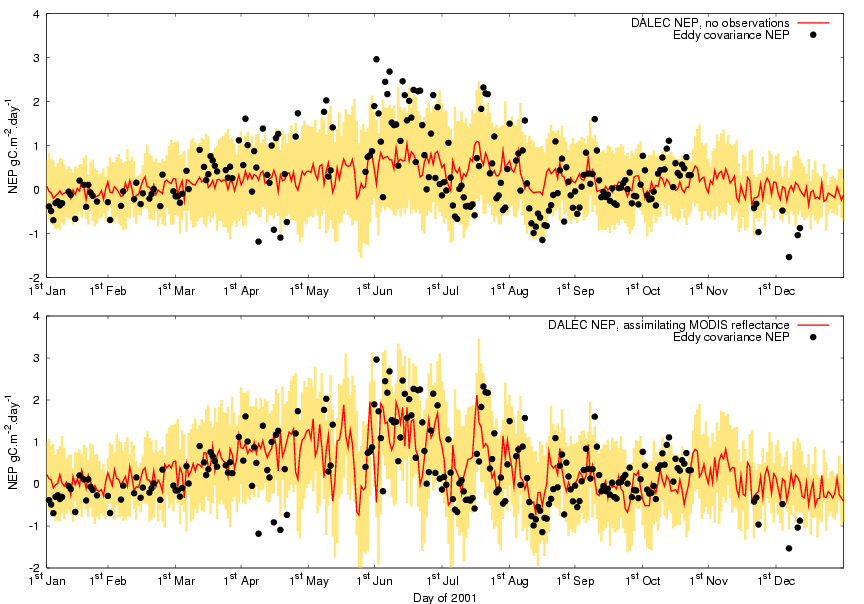 DALEC NEP, no observations
Eddy covariance NEP
NEP gC.m⁻².day⁻¹
4
3
2
1
0
-1
-2
1st Jan 1st Feb 1st Mar 1st Apr 1st May 1st Jun 1st Jul 1st Aug 1st Sep 1st Oct 1st Nov 1st Dec
DALEC NEP, assimilating MODIS reflectance
Eddy covariance NEP
NEP gC.m⁻².day⁻¹
4
3
2
1
0
-1
-2
1st Jan 1st Feb 1st Mar 1st Apr 1st May 1st Jun 1st Jul 1st Aug 1st Sep 1st Oct 1st Nov 1st Dec
Day of 2001